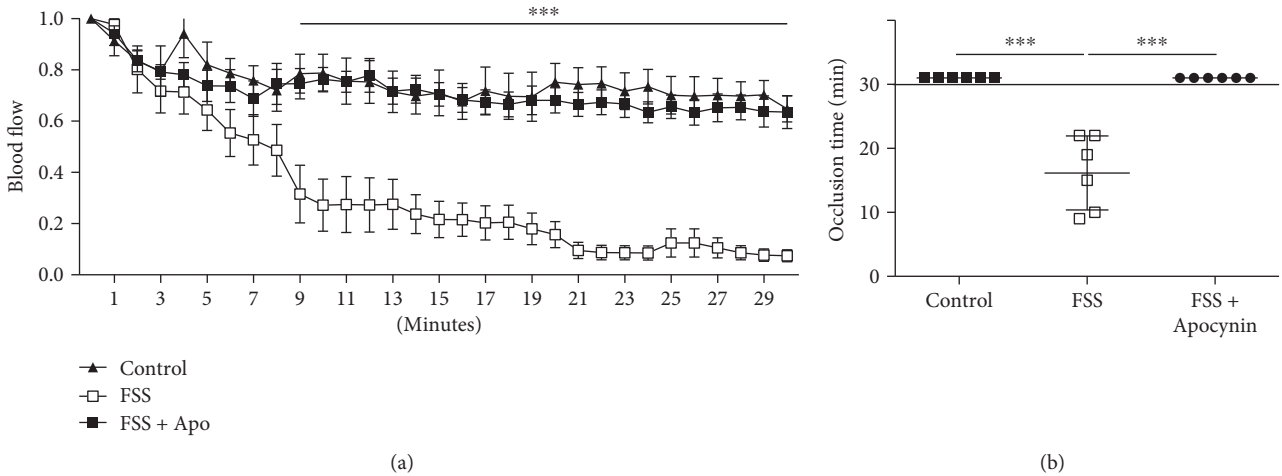 ***
1.0
0.8
0.6
0.4
0.2
0.0
Blood flow
1 3 5 7 9 11 13 15 17 19 21 23 25 27 29
(Minutes)
Control
FSS
FSS + Apo
(a)
*** ***
30
20
10
0
Occlusion time (min)
Control FSS FSS +
Apocynin
(b)